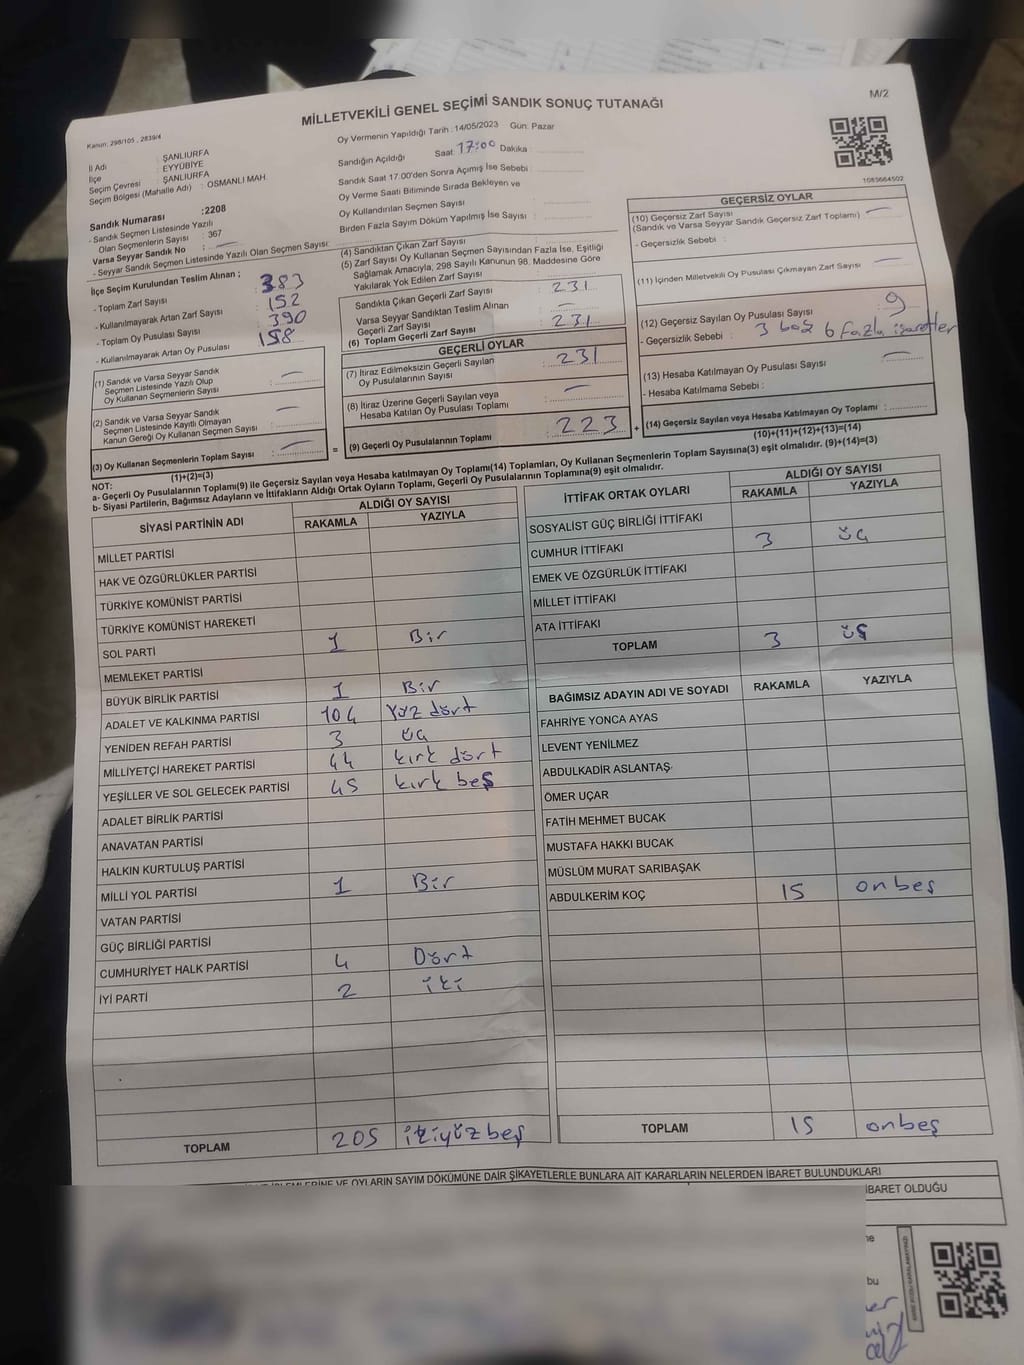 MİLLETVEKİLİ GENEL SEÇİMİ SANDIK SONUÇ TUTANAĞI
M/2
Kanun: 298/105 , 2839/4
İl Adı : ŞANLIURFA
İlçe : EYYÜBİYE
Seçim Çevresi : ŞANLIURFA
Seçim Bölgesi (Mahalle Adı) : OSMANLI MAH.
Sandık Numarası :2208
- Sandık Seçmen Listesinde Yazılı
Olan Seçmenlerin Sayısı : 367
Varsa Seyyar Sandık No : —
- Seyyar Sandık Seçmen Listesinde Yazılı Olan Seçmen Sayısı:
İlçe Seçim Kurulundan Teslim Alınan ;
- Toplam Zarf Sayısı : 383
- Kullanılmayarak Artan Zarf Sayısı : 152
- Toplam Oy Pusulası Sayısı : 390
- Kullanılmayarak Artan Oy Pusulası : 158
(1) Sandık ve Varsa Seyyar Sandık
Seçmen Listesinde Yazılı Olup
Oy Kullanan Seçmenlerin Sayısı : —
(2) Sandık ve Varsa Seyyar Sandık
Seçmen Listesinde Kayıtlı Olmayan
Kanun Gereği Oy Kullanan Seçmen Sayısı : —
(3) Oy Kullanan Seçmenlerin Toplam Sayısı : —
(1)+(2)=(3)
Oy Vermenin Yapıldığı Tarih : 14/05/2023 Gün: Pazar
Sandığın Açıldığı Saat 17:00 Dakika
Sandık Saat 17.00'den Sonra Açımış İse Sebebi :
Oy Verme Saati Bitiminde Sırada Bekleyen ve
Oy Kullandırılan Seçmen Sayısı :
Birden Fazla Sayım Döküm Yapılmış İse Sayısı :
(4) Sandıktan Çıkan Zarf Sayısı :
(5) Zarf Sayısı Oy Kullanan Seçmen Sayısından Fazla İse, Eşitliği
Sağlamak Amacıyla, 298 Sayılı Kanunun 98. Maddesine Göre
Yakılarak Yok Edilen Zarf Sayısı :
Sandıkta Çıkan Geçerli Zarf Sayısı : 231
Varsa Seyyar Sandıktan Teslim Alınan
Geçerli Zarf Sayısı : —
(6) Toplam Geçerli Zarf Sayısı : 231
GEÇERLİ OYLAR
(7) İtiraz Edilmeksizin Geçerli Sayılan
Oy Pusulalarının Sayısı : 231
(8) İtiraz Üzerine Geçerli Sayılan veya
Hesaba Katılan Oy Pusulası Toplamı : —
= (9) Geçerli Oy Pusulalarının Toplamı : 223 +
1083664502
GEÇERSİZ OYLAR
(10) Geçersiz Zarf Sayısı : —
(Sandık ve Varsa Seyyar Sandık Geçersiz Zarf Toplamı)
- Geçersizlik Sebebi :
(11) İçinden Milletvekili Oy Pusulası Çıkmayan Zarf Sayısı : —
(12) Geçersiz Sayılan Oy Pusulası Sayısı : 9
- Geçersizlik Sebebi : 3 boş 6 fazla işaretler
(13) Hesaba Katılmayan Oy Pusulası Sayısı : —
- Hesaba Katılmama Sebebi :
(14) Geçersiz Sayılan veya Hesaba Katılmayan Oy Toplamı :
(10)+(11)+(12)+(13)=(14)
NOT:
a- Geçerli Oy Pusulalarının Toplamı(9) ile Geçersiz Sayılan veya Hesaba katılmayan Oy Toplamı(14) Toplamları, Oy Kullanan Seçmenlerin Toplam Sayısına(3) eşit olmalıdır. (9)+(14)=(3)
b- Siyasi Partilerin, Bağımsız Adayların ve İttifakların Aldığı Ortak Oyların Toplamı, Geçerli Oy Pusulalarının Toplamına(9) eşit olmalıdır.
SİYASİ PARTİNİN ADI ALDIĞI OY SAYISI
RAKAMLA YAZIYLA
MİLLET PARTİSİ
HAK VE ÖZGÜRLÜKLER PARTİSİ
TÜRKİYE KOMÜNİST PARTİSİ
TÜRKİYE KOMÜNİST HAREKETİ
SOL PARTİ 1 Bir
MEMLEKET PARTİSİ
BÜYÜK BİRLİK PARTİSİ 1 Bir
ADALET VE KALKINMA PARTİSİ 104 Yüz dört
YENİDEN REFAH PARTİSİ 3 üç
MİLLİYETÇİ HAREKET PARTİSİ 44 kırk dört
YEŞİLLER VE SOL GELECEK PARTİSİ 45 kırk beş
ADALET BİRLİK PARTİSİ
ANAVATAN PARTİSİ
HALKIN KURTULUŞ PARTİSİ
MİLLİ YOL PARTİSİ 1 Bir
VATAN PARTİSİ
GÜÇ BİRLİĞİ PARTİSİ
CUMHURİYET HALK PARTİSİ 4 Dört
İYİ PARTİ 2 iki
TOPLAM 205 ikiyüzbeş
İTTİFAK ORTAK OYLARI ALDIĞI OY SAYISI
RAKAMLA YAZIYLA
SOSYALİST GÜÇ BİRLİĞİ İTTİFAKI
CUMHUR İTTİFAKI 3 üç
EMEK VE ÖZGÜRLÜK İTTİFAKI
MİLLET İTTİFAKI
ATA İTTİFAKI
TOPLAM 3 üç
BAĞIMSIZ ADAYIN ADI VE SOYADI RAKAMLA YAZIYLA
FAHRİYE YONCA AYAS
LEVENT YENİLMEZ
ABDULKADİR ASLANTAŞ
ÖMER UÇAR
FATİH MEHMET BUCAK
MUSTAFA HAKKI BUCAK
MÜSLÜM MURAT SARIBAŞAK
ABDULKERİM KOÇ 15 onbeş
TOPLAM 15 onbeş
İŞLEMLERİNE VE OYLARIN SAYIM DÖKÜMÜNE DAİR ŞİKAYETLERLE BUNLARA AİT KARARLARIN NELERDEN İBARET BULUNDUKLARI
İBARET OLDUĞU
bu